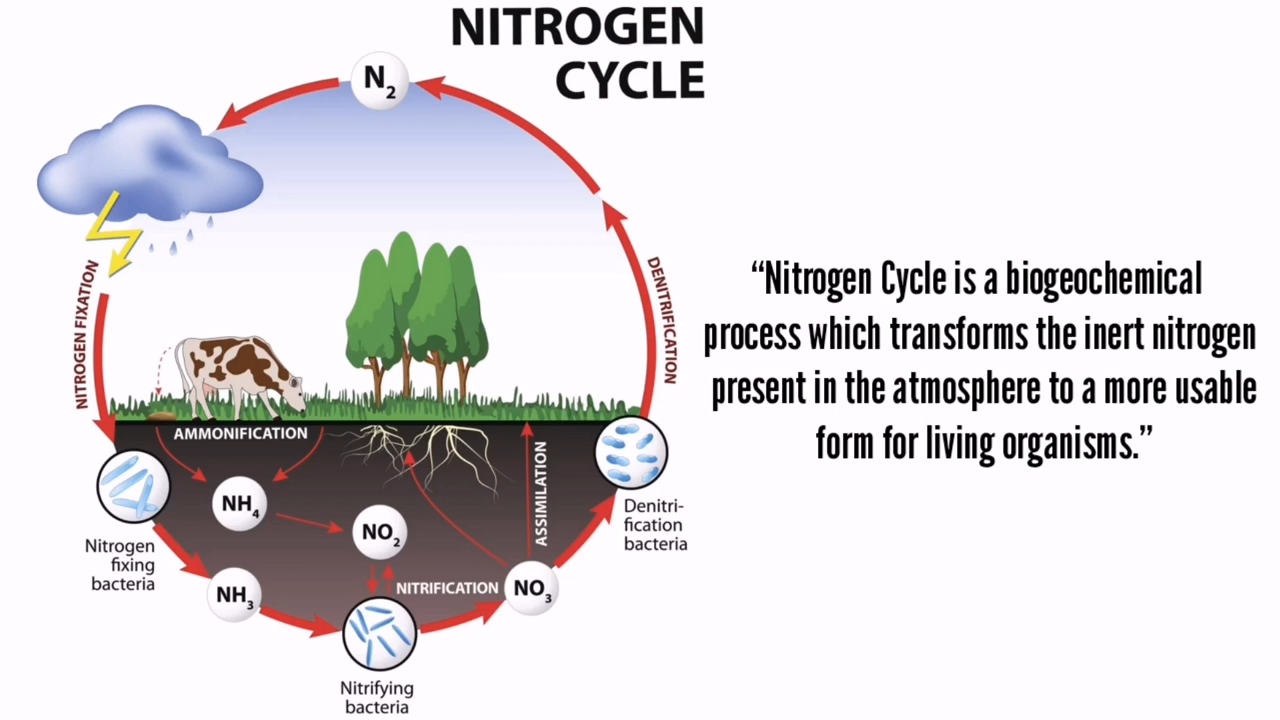 NITROGEN
CYCLE
N2
NITROGEN FIXATION
DENITRIFICATION
AMMONIFICATION
NH4
NO2
ASSIMILATION
NITRIFICATION
NO3
NH3
Nitrogen
fixing
bacteria
Nitrifying
bacteria
Denitri-
fication
bacteria
“Nitrogen Cycle is a biogeochemical
process which transforms the inert nitrogen
present in the atmosphere to a more usable
form for living organisms.”